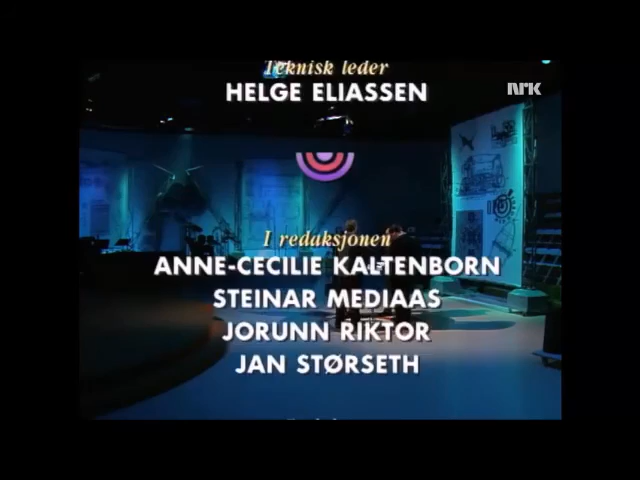 Teknisk leder
HELGE ELIASSEN
NRK
I redaksjonen
ANNE-CECILIE KALTENBORN
STEINAR MEDIAAS
JORUNN RIKTOR
JAN STØRSETH